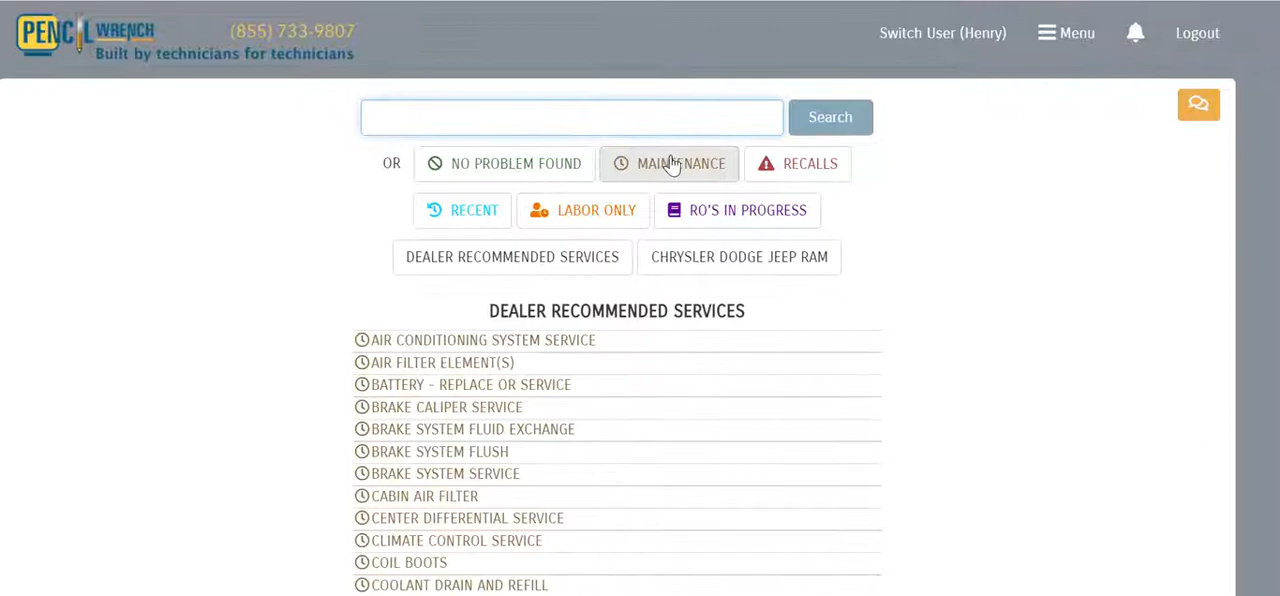 PENCIL WRENCH (855) 733-9807
Built by technicians for technicians
Switch User (Henry) Menu Logout
Search
OR NO PROBLEM FOUND MAINTENANCE RECALLS
RECENT LABOR ONLY RO'S IN PROGRESS
DEALER RECOMMENDED SERVICES CHRYSLER DODGE JEEP RAM
DEALER RECOMMENDED SERVICES
AIR CONDITIONING SYSTEM SERVICE
AIR FILTER ELEMENT(S)
BATTERY - REPLACE OR SERVICE
BRAKE CALIPER SERVICE
BRAKE SYSTEM FLUID EXCHANGE
BRAKE SYSTEM FLUSH
BRAKE SYSTEM SERVICE
CABIN AIR FILTER
CENTER DIFFERENTIAL SERVICE
CLIMATE CONTROL SERVICE
COIL BOOTS
COOLANT DRAIN AND REFILL